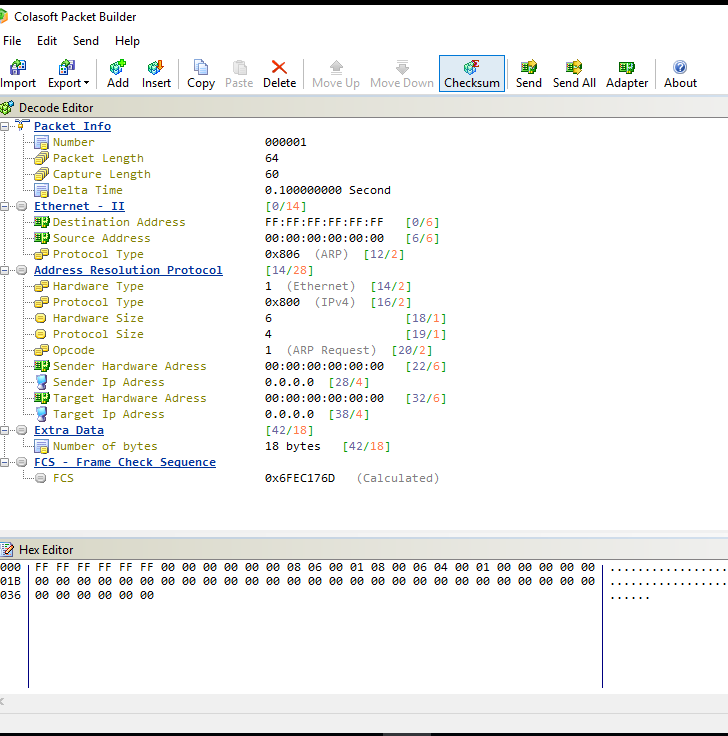 Colasoft Packet Builder
File Edit Send Help
Import Export Add Insert Copy Paste Delete Move Up Move Down Checksum Send Send All Adapter About
Decode Editor
Packet Info
Number 000001
Packet Length 64
Capture Length 60
Delta Time 0.100000000 Second
Ethernet - II [0/14]
Destination Address FF:FF:FF:FF:FF:FF [0/6]
Source Address 00:00:00:00:00:00 [6/6]
Protocol Type 0x806 (ARP) [12/2]
Address Resolution Protocol [14/28]
Hardware Type 1 (Ethernet) [14/2]
Protocol Type 0x800 (IPv4) [16/2]
Hardware Size 6 [18/1]
Protocol Size 4 [19/1]
Opcode 1 (ARP Request) [20/2]
Sender Hardware Adress 00:00:00:00:00:00 [22/6]
Sender Ip Adress 0.0.0.0 [28/4]
Target Hardware Adress 00:00:00:00:00:00 [32/6]
Target Ip Adress 0.0.0.0 [38/4]
Extra Data [42/18]
Number of bytes 18 bytes [42/18]
FCS - Frame Check Sequence
FCS 0x6FEC176D (Calculated)
Hex Editor
000 FF FF FF FF FF FF 00 00 00 00 00 00 08 06 00 01 08 00 06 04 00 01 00 00 00 00 00 .................
01B 00 00 00 00 00 00 00 00 00 00 00 00 00 00 00 00 00 00 00 00 00 00 00 00 00 00 00 .................
036 00 00 00 00 00 00 ......